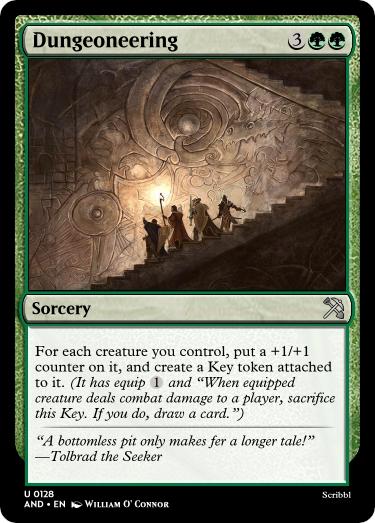 Dungeoneering 3
Sorcery
For each creature you control, put a +1/+1
counter on it, and create a Key token attached
to it. (It has equip 1 and “When equipped
creature deals combat damage to a player, sacrifice
this Key. If you do, draw a card.”)
“A bottomless pit only makes fer a longer tale!”
—Tolbrad the Seeker
U 0128
AND • EN William O’ Connor
Scribbl